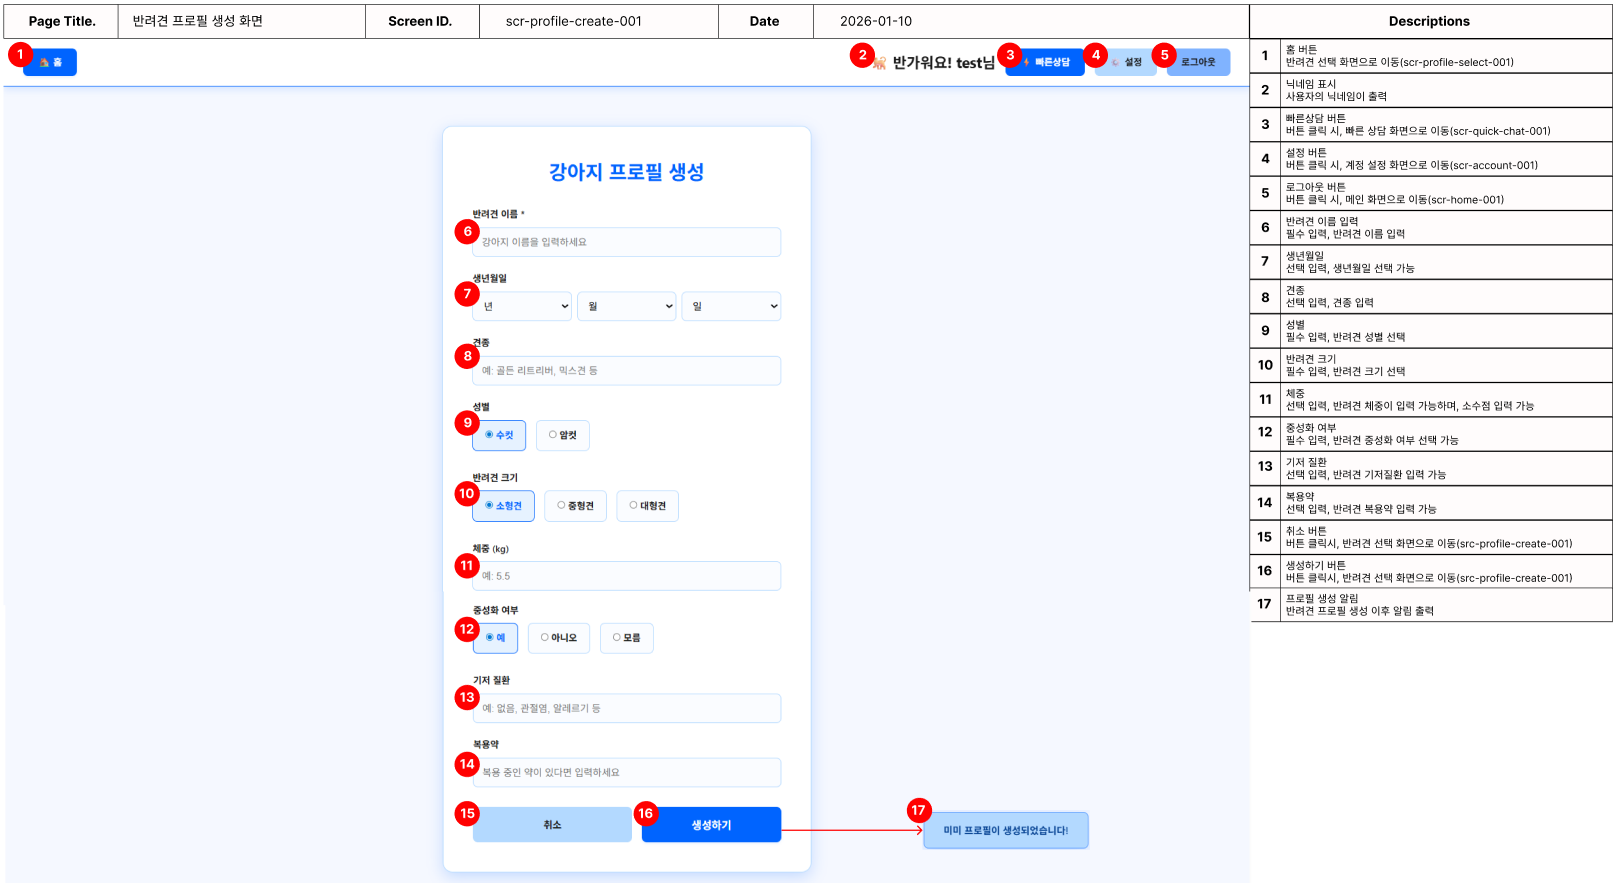 Page Title. 반려견 프로필 생성 화면 Screen ID. scr-profile-create-001 Date 2026-01-10 Descriptions
1 홈
2 반가워요! test님 3 빠른상담 4 설정 5 로그아웃
강아지 프로필 생성
반려견 이름 *
6 강아지 이름을 입력하세요
생년월일
7 년 월 일
견종
8 예: 골든 리트리버, 믹스견 등
성별
9 수컷 암컷
반려견 크기
10 소형견 중형견 대형견
체중 (kg)
11 예: 5.5
중성화 여부
12 예 아니오 모름
기저 질환
13 예: 없음, 관절염, 알레르기 등
복용약
14 복용 중인 약이 있다면 입력하세요
15 취소 16 생성하기
17 미미 프로필이 생성되었습니다!
1 홈 버튼
반려견 선택 화면으로 이동(scr-profile-select-001)
2 닉네임 표시
사용자의 닉네임이 출력
3 빠른상담 버튼
버튼 클릭 시, 빠른 상담 화면으로 이동(scr-quick-chat-001)
4 설정 버튼
버튼 클릭 시, 계정 설정 화면으로 이동(scr-account-001)
5 로그아웃 버튼
버튼 클릭 시, 메인 화면으로 이동(scr-home-001)
6 반려견 이름 입력
필수 입력, 반려견 이름 입력
7 생년월일
선택 입력, 생년월일 선택 가능
8 견종
선택 입력, 견종 입력
9 성별
필수 입력, 반려견 성별 선택
10 반려견 크기
필수 입력, 반려견 크기 선택
11 체중
선택 입력, 반려견 체중이 입력 가능하며, 소수점 입력 가능
12 중성화 여부
필수 입력, 반려견 중성화 여부 선택 가능
13 기저 질환
선택 입력, 반려견 기저질환 입력 가능
14 복용약
선택 입력, 반려견 복용약 입력 가능
15 취소 버튼
버튼 클릭시, 반려견 선택 화면으로 이동(src-profile-create-001)
16 생성하기 버튼
버튼 클릭시, 반려견 선택 화면으로 이동(src-profile-create-001)
17 프로필 생성 알림
반려견 프로필 생성 이후 알림 출력